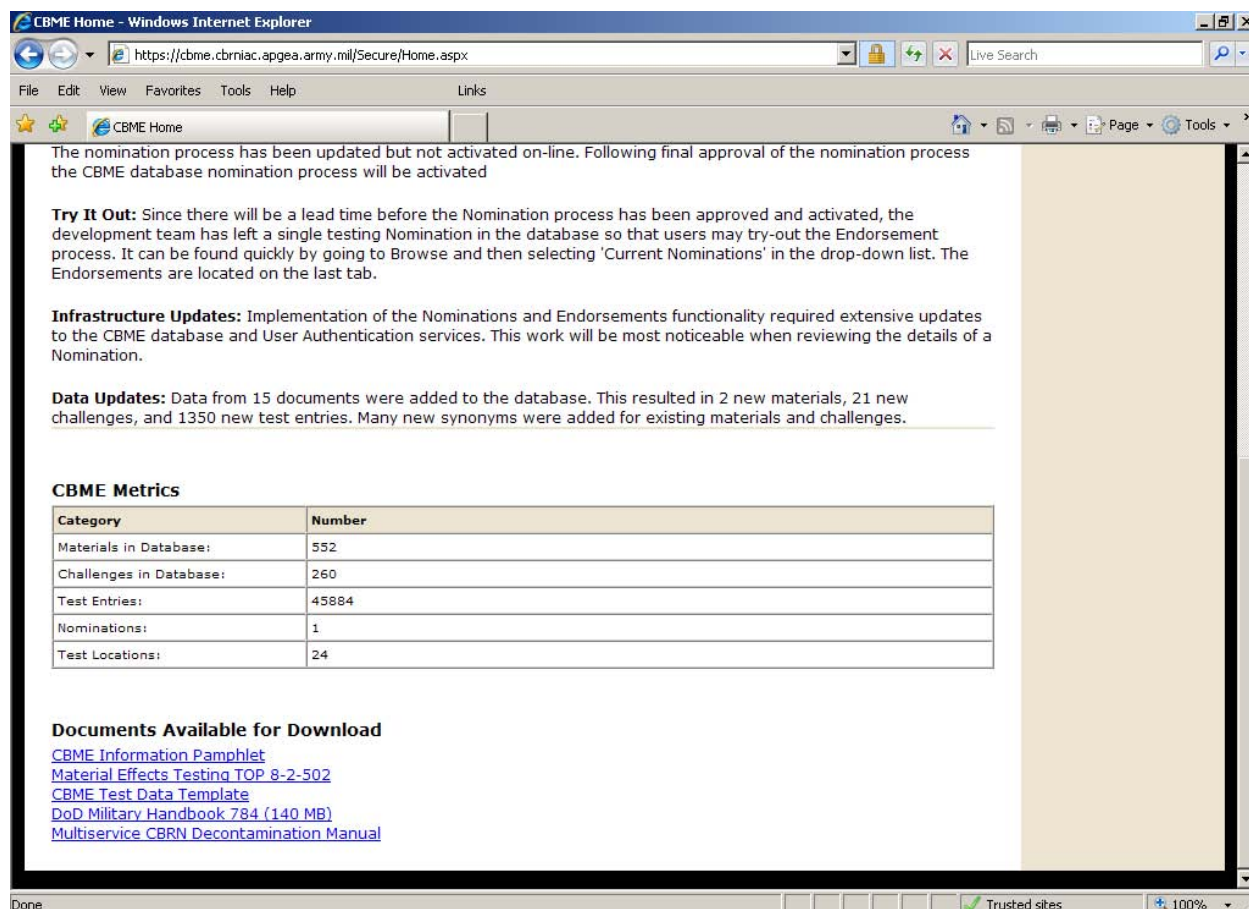 CBME Home - Windows Internet Explorer
https://cbme.cbrniac.apgea.army.mil/Secure/Home.aspx
Live Search
File Edit View Favorites Tools Help Links
CBME Home
Page Tools
The nomination process has been updated but not activated on-line. Following final approval of the nomination process
the CBME database nomination process will be activated
Try It Out: Since there will be a lead time before the Nomination process has been approved and activated, the
development team has left a single testing Nomination in the database so that users may try-out the Endorsement
process. It can be found quickly by going to Browse and then selecting 'Current Nominations' in the drop-down list. The
Endorsements are located on the last tab.
Infrastructure Updates: Implementation of the Nominations and Endorsements functionality required extensive updates
to the CBME database and User Authentication services. This work will be most noticeable when reviewing the details of a
Nomination.
Data Updates: Data from 15 documents were added to the database. This resulted in 2 new materials, 21 new
challenges, and 1350 new test entries. Many new synonyms were added for existing materials and challenges.
CBME Metrics
Category Number
Materials in Database: 552
Challenges in Database: 260
Test Entries: 45884
Nominations: 1
Test Locations: 24
Documents Available for Download
CBME Information Pamphlet
Material Effects Testing TOP 8-2-502
CBME Test Data Template
DoD Military Handbook 784 (140 MB)
Multiservice CBRN Decontamination Manual
Done Trusted sites 100%